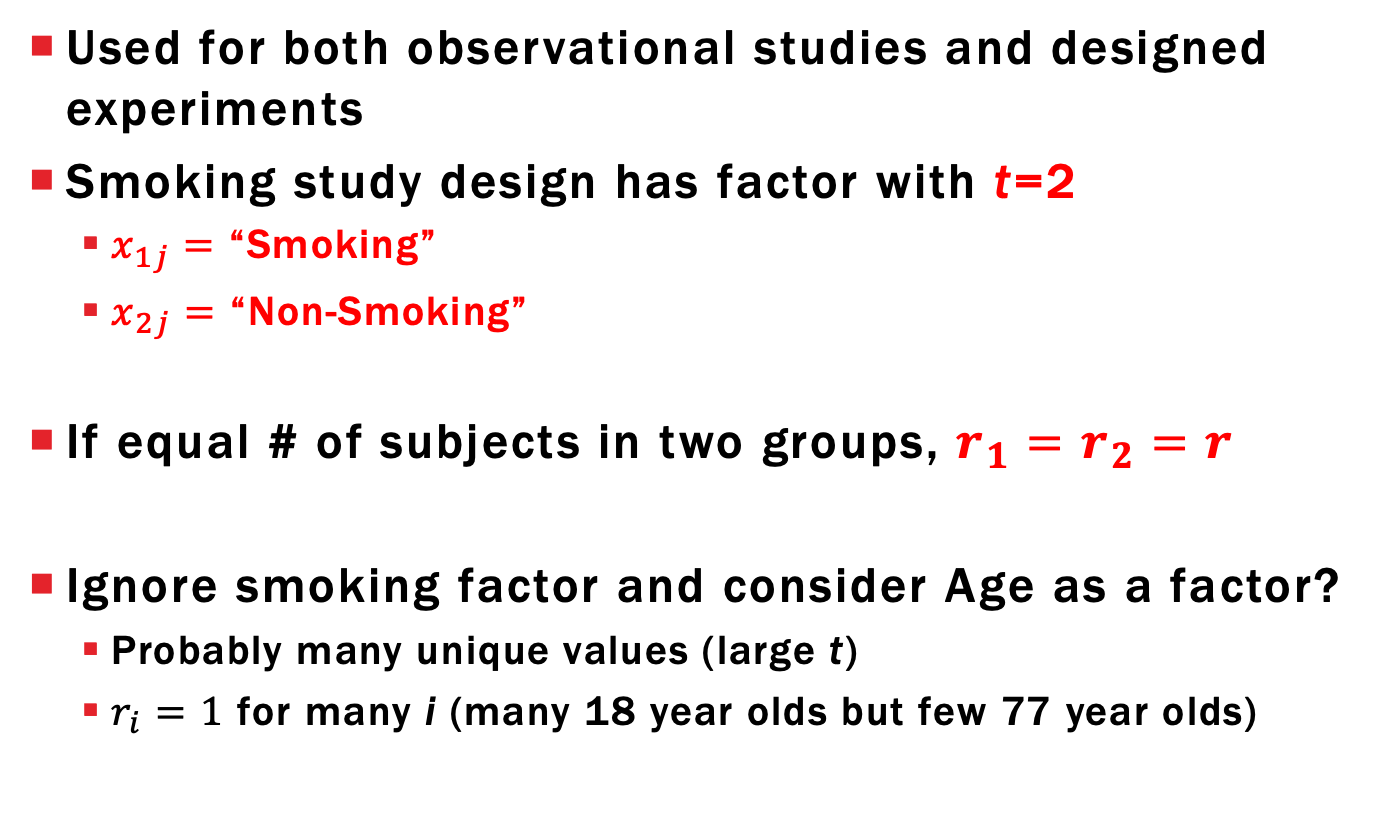 Used for both observational studies and designed
experiments
Smoking study design has factor with t=2
x₁ⱼ = “Smoking”
x₂ⱼ = “Non-Smoking”
If equal # of subjects in two groups, r₁ = r₂ = r
Ignore smoking factor and consider Age as a factor?
Probably many unique values (large t)
rᵢ = 1 for many i (many 18 year olds but few 77 year olds)